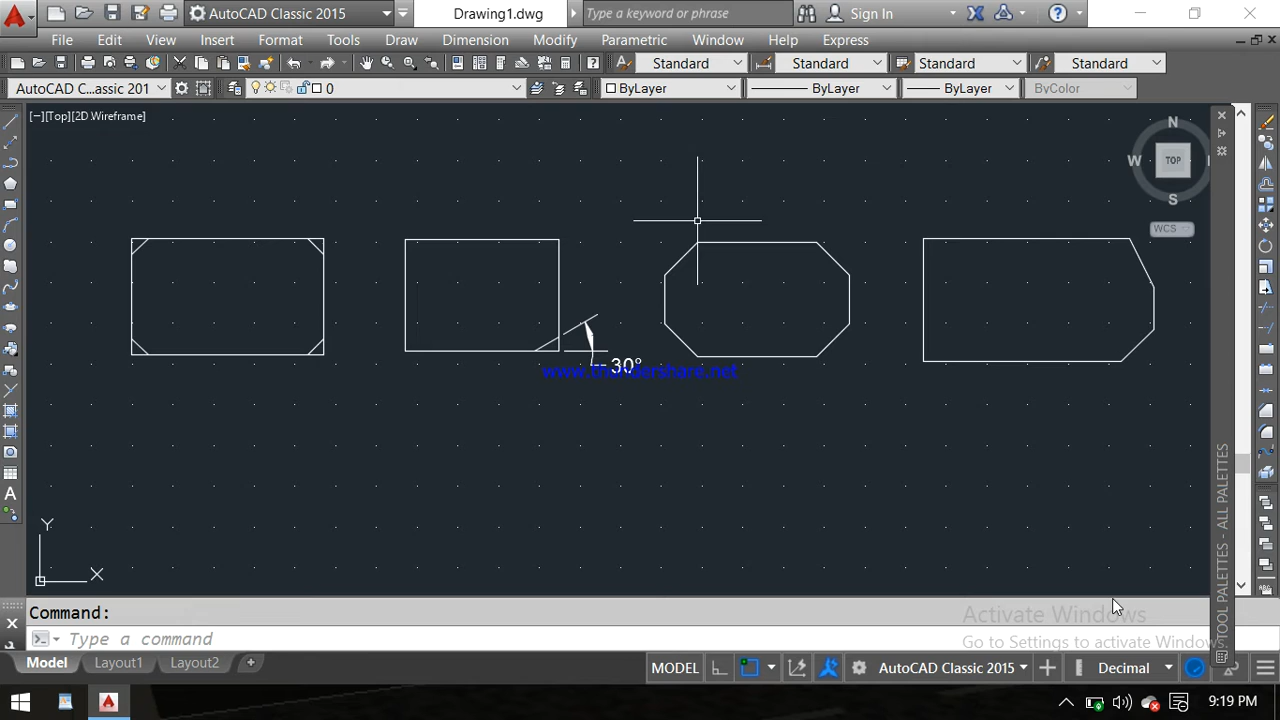 AutoCAD Classic 2015
Drawing1.dwg
Type a keyword or phrase
Sign In
File Edit View Insert Format Tools Draw Dimension Modify Parametric Window Help Express
Standard Standard Standard Standard
AutoCAD C...assic 201 0 ByLayer ByLayer ByLayer ByColor
[−][Top][2D Wireframe]
N
W TOP
S
WCS
30°
www.thundershare.net
Y
X
TOOL PALETTES - ALL PALETTES
Command:
Activate Windows
Type a command
Go to Settings to activate Windows.
Model Layout1 Layout2
MODEL AutoCAD Classic 2015 Decimal
9:19 PM